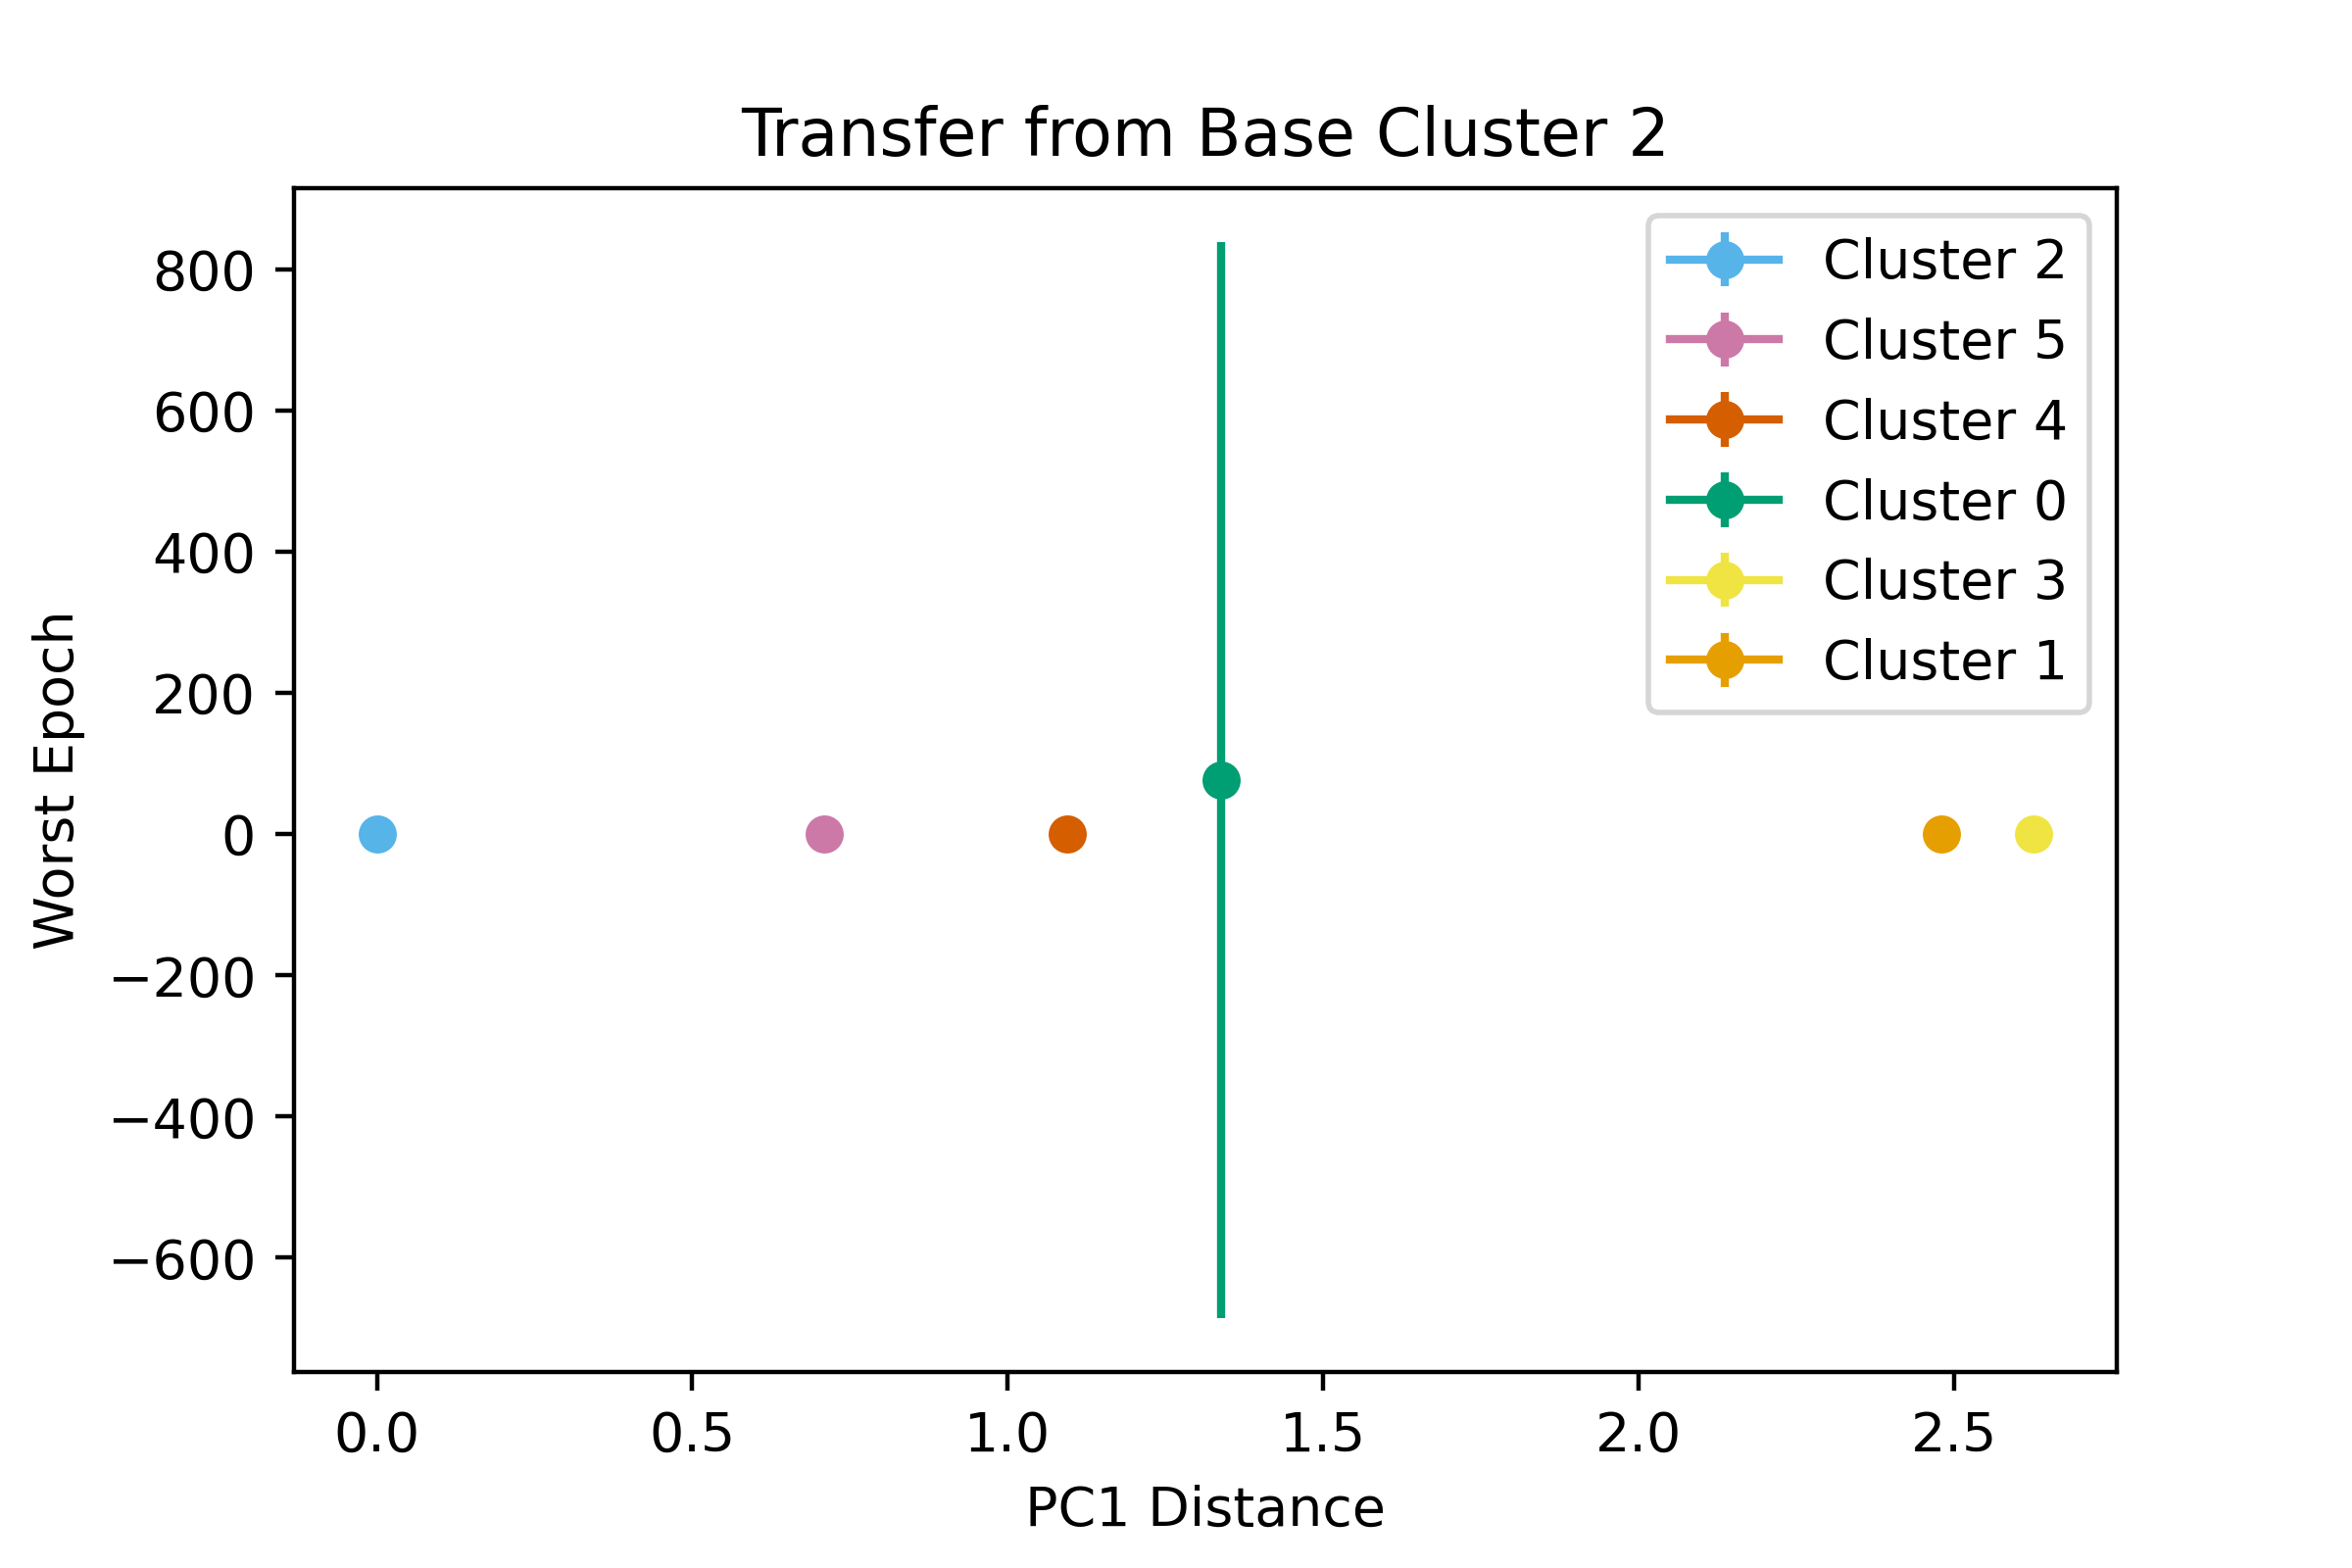 Transfer from Base Cluster 2
Worst Epoch
800
600
400
200
0
−200
−400
−600
Cluster 2
Cluster 5
Cluster 4
Cluster 0
Cluster 3
Cluster 1
0.0 0.5 1.0 1.5 2.0 2.5
PC1 Distance